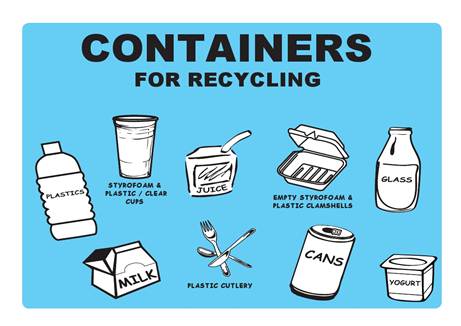 CONTAINERS
FOR RECYCLING
PLASTICS
STYROFOAM &
PLASTIC / CLEAR
CUPS
JUICE
EMPTY STYROFOAM &
PLASTIC CLAMSHELLS
GLASS
MILK
PLASTIC CUTLERY
CANS
YOGURT